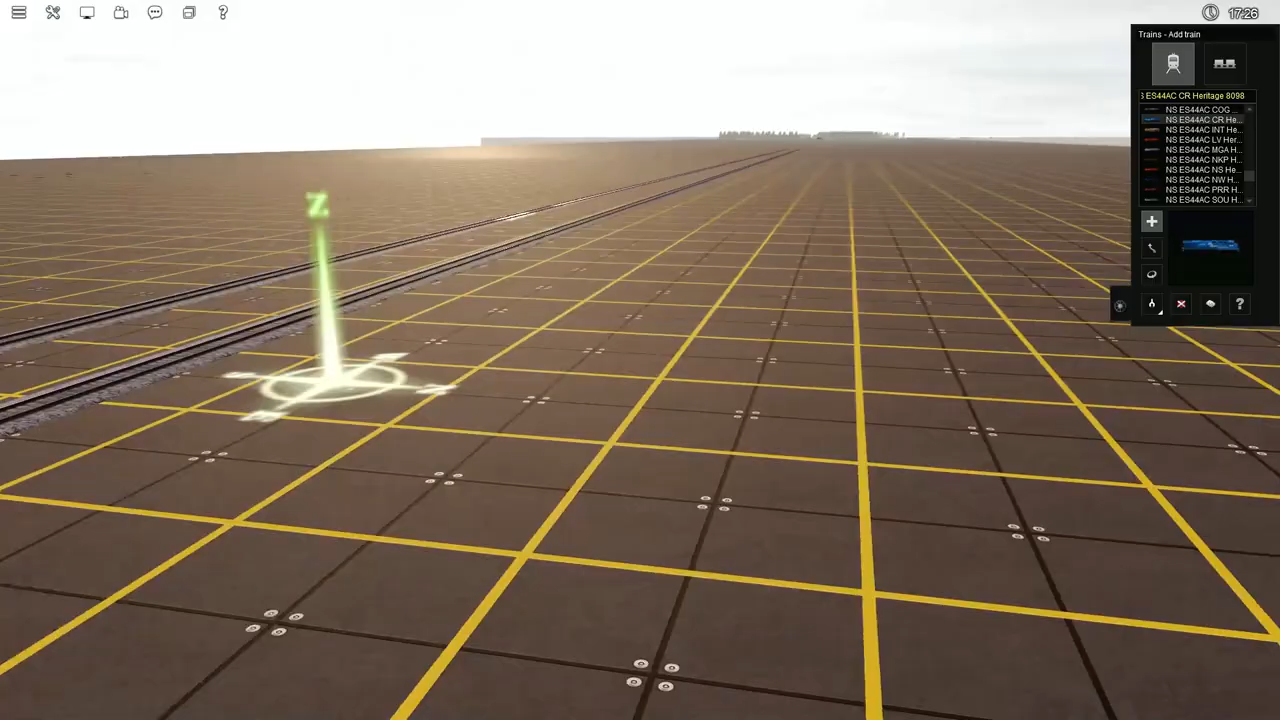 17:26
Trains - Add train
S ES44AC CR Heritage 8098
NS ES44AC COG ...
NS ES44AC CR He...
NS ES44AC INT He...
NS ES44AC LV Her...
NS ES44AC MGA H...
NS ES44AC NKP H...
NS ES44AC NS He...
NS ES44AC NW H...
NS ES44AC PRR H...
NS ES44AC SOU H...